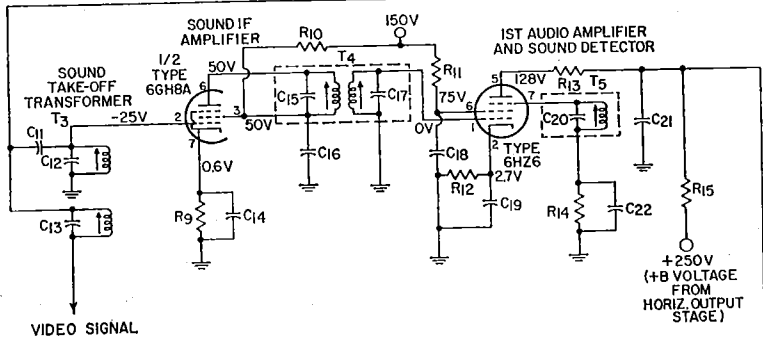 SOUND IF
AMPLIFIER
1/2
TYPE
6GH8A
R10
150V
1ST AUDIO AMPLIFIER
AND SOUND DETECTOR
SOUND
TAKE-OFF
TRANSFORMER
T3
50V
6
T4
R11
5
128V
R13
T5
C11
-25V
2
3
50V
C15
C17
75V
6
7
C20
C21
C12
7
0V
1
2
TYPE
6HZ6
0.6V
C16
C18
R12
2.7V
R15
C13
R9
C14
C19
R14
C22
+250V
(+B VOLTAGE
FROM
HORIZ. OUTPUT
STAGE)
VIDEO SIGNAL